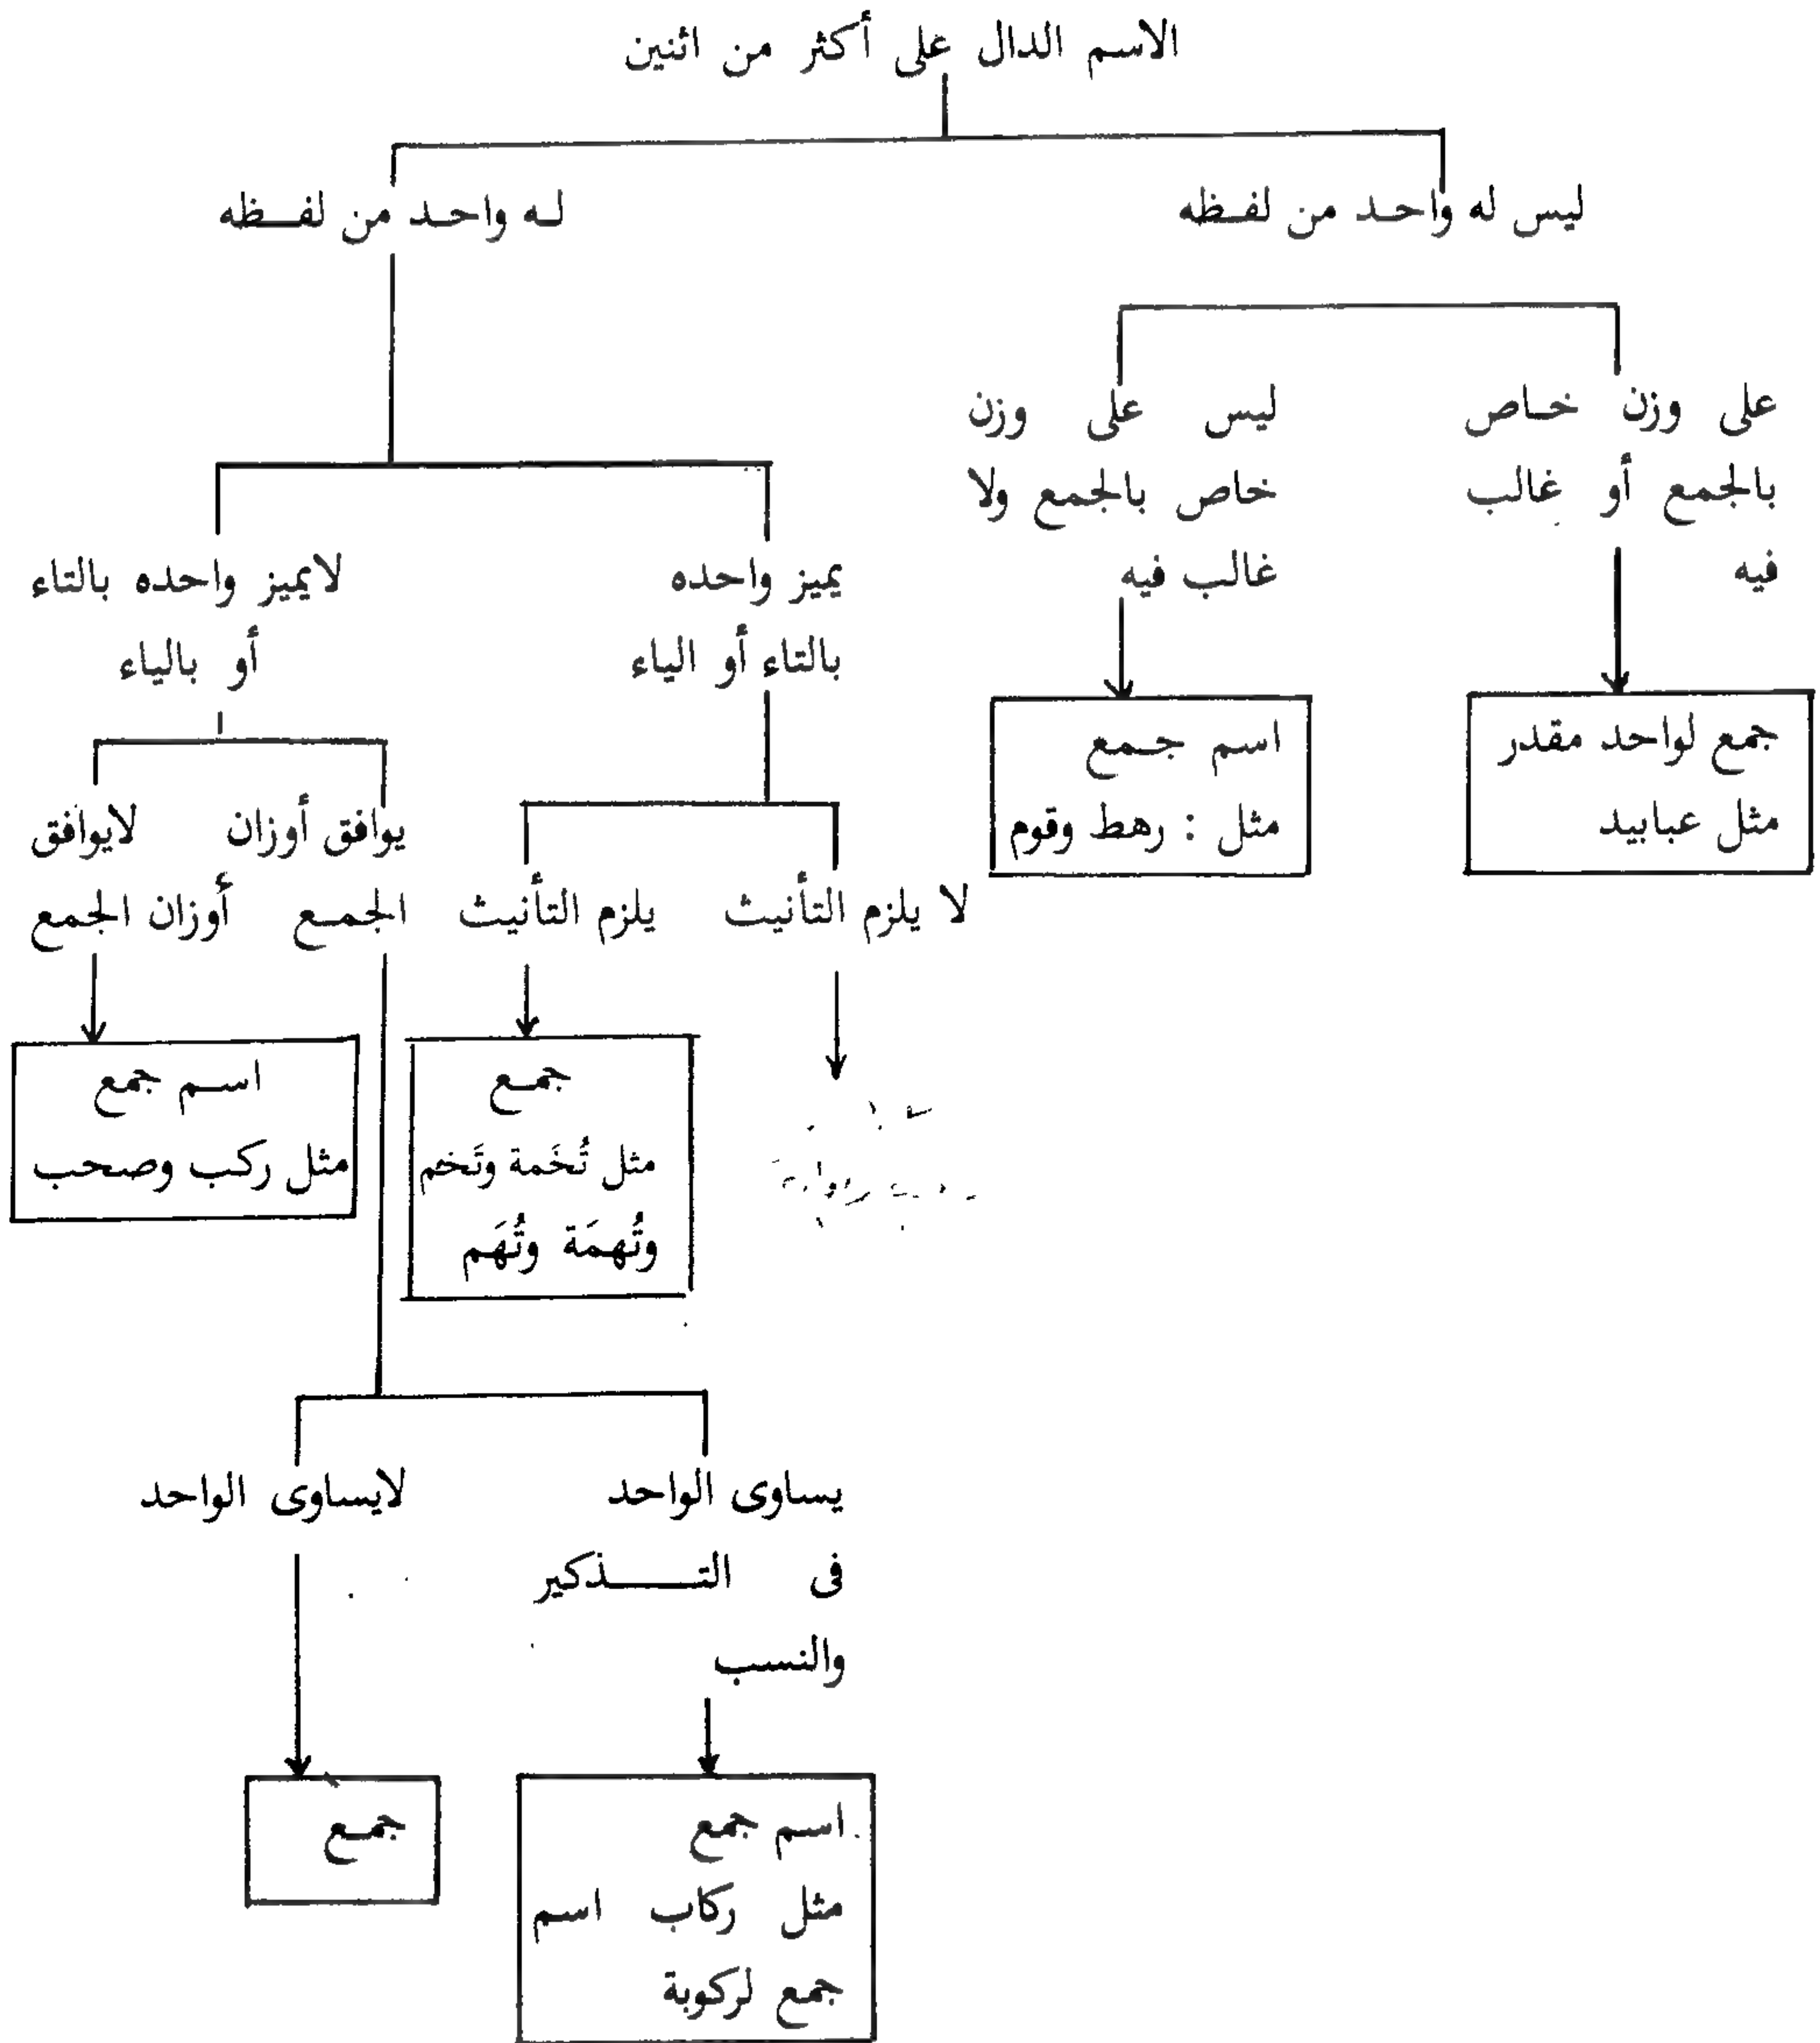 الاسم الدال على أكثر من اثنين
ليس له واحد من لفظه
له واحد من لفظه
على وزن خاص
بالجمع أو غالب
فيه
ليس على وزن
خاص بالجمع ولا
غالب فيه
جمع لواحد مقدر
مثل عبابيد
اسم جمع
مثل : رهط وقوم
يميز واحده
بالتاء أو الياء
لايميز واحده بالتاء
أو بالياء
لا يلزم التأنيث
يلزم التأنيث
يوافق أوزان
الجمع
لايوافق
أوزان الجمع
جمع
مثل تُخَمة وتَخم
وتُهمَة وتُهَم
اسم جمع
مثل ركب وصحب
يساوى الواحد
فى التذكير
والنسب
لايساوى الواحد
اسم جمع
مثل ركاب اسم
جمع لركوبة
جمع